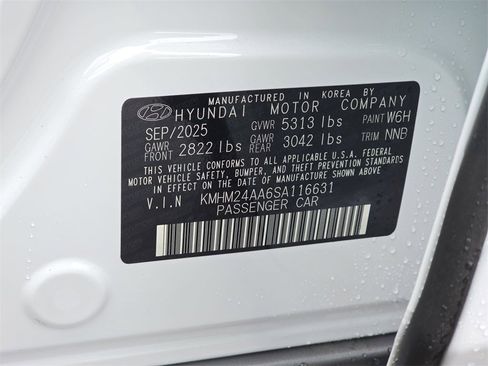 MANUFACTURED IN KOREA BY
HYUNDAI MOTOR COMPANY
SEP/2025 GVWR 5313 lbs PAINT W6H
GAWR FRONT 2822 lbs GAWR REAR 3042 lbs TRIM NNB
THIS VEHICLE CONFORMS TO ALL APPLICABLE U.S.A. FEDERAL
MOTOR VEHICLE SAFETY, BUMPER, AND THEFT PREVENTION
STANDARDS IN EFFECT ON THE DATE OF MANUFACTURE SHOWN ABOVE.
V.I.N KMHM24AA6SA116631
PASSENGER CAR